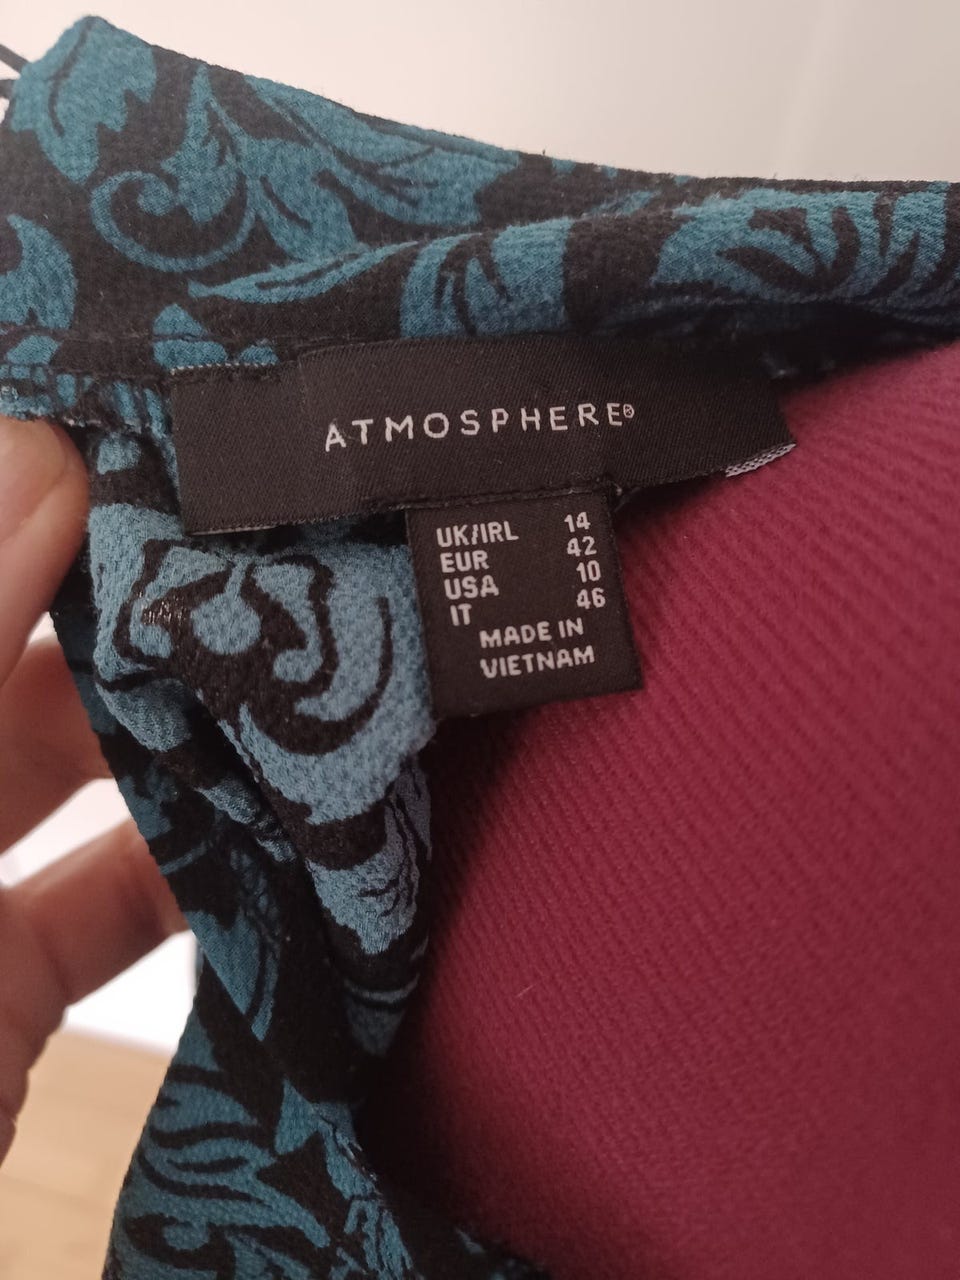 ATMOSPHERE®
UK/IRL 14
EUR 42
USA 10
IT 46
MADE IN
VIETNAM